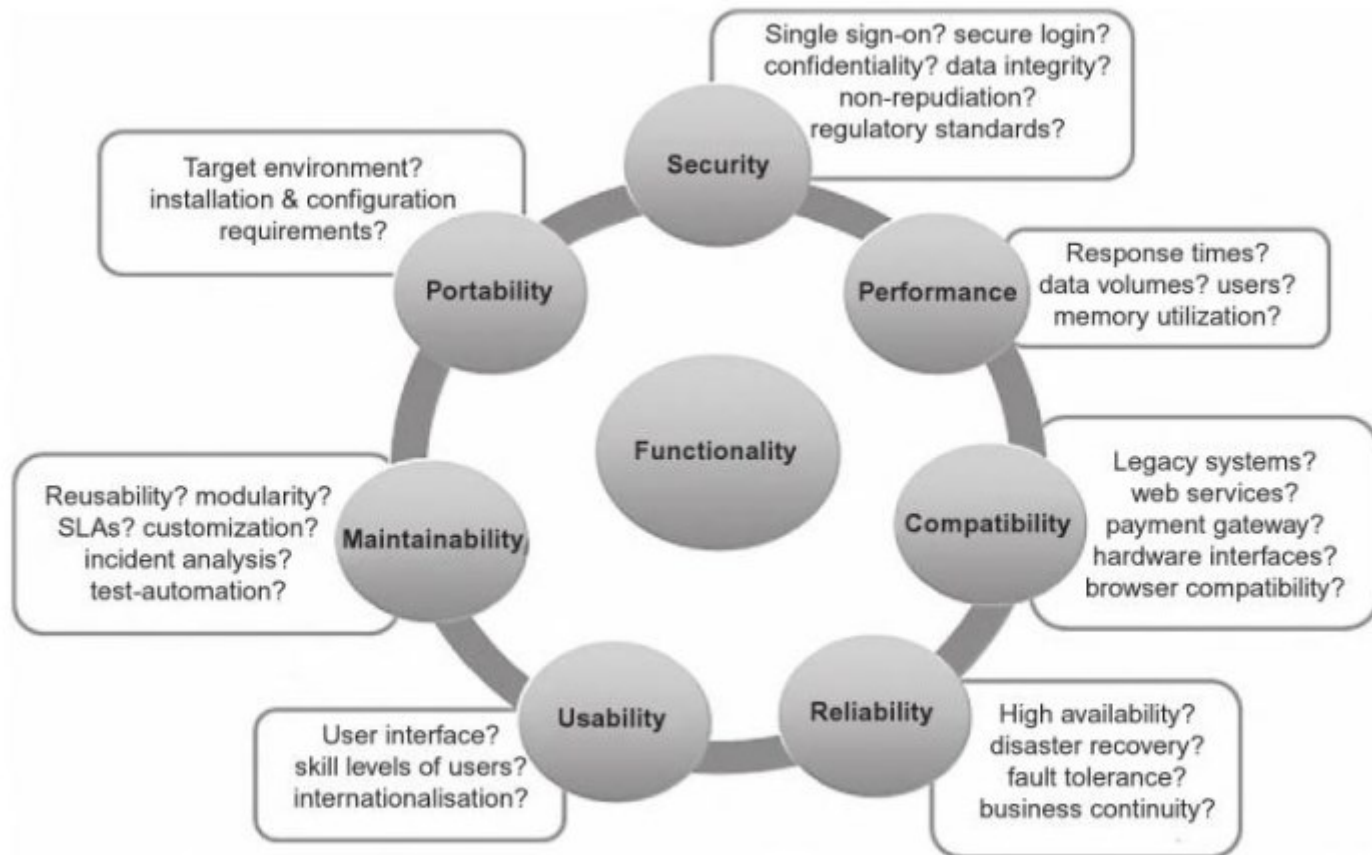 Single sign-on? secure login?
confidentiality? data integrity?
non-repudiation?
regulatory standards?
Security
Target environment?
installation & configuration
requirements?
Portability
Response times?
data volumes? users?
memory utilization?
Performance
Functionality
Legacy systems?
web services?
payment gateway?
hardware interfaces?
browser compatibility?
Compatibility
Reusability? modularity?
SLAs? customization?
incident analysis?
test-automation?
Maintainability
User interface?
skill levels of users?
internationalisation?
Usability
Reliability
High availability?
disaster recovery?
fault tolerance?
business continuity?